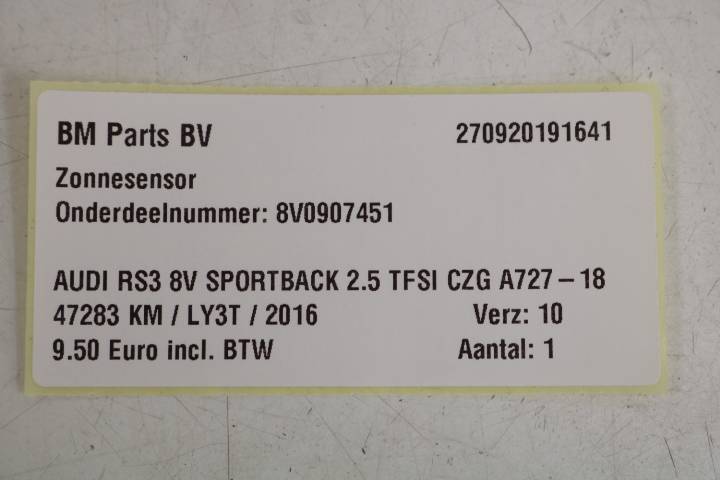 BM Parts BV 270920191641
Zonnesensor
Onderdeelnummer: 8V0907451
AUDI RS3 8V SPORTBACK 2.5 TFSI CZG A727 – 18
47283 KM / LY3T / 2016 Verz: 10
9.50 Euro incl. BTW Aantal: 1